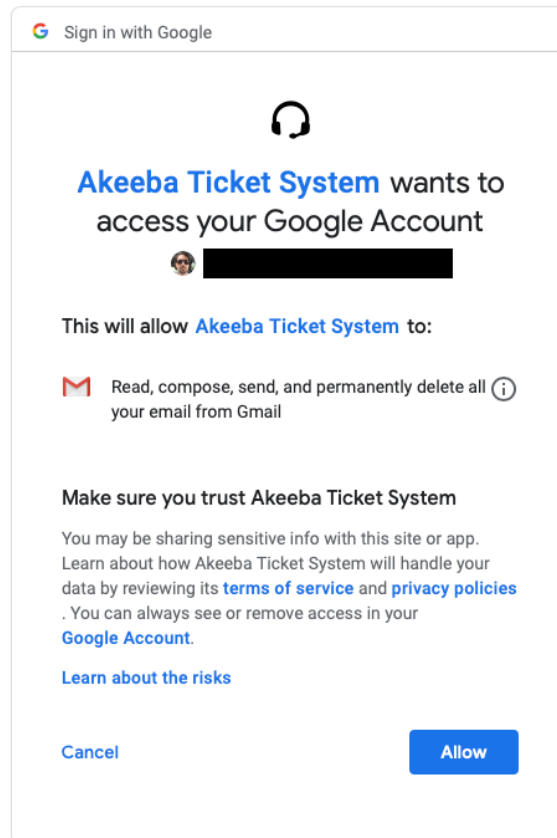 Sign in with Google
Akeeba Ticket System wants to
access your Google Account
This will allow Akeeba Ticket System to:
Read, compose, send, and permanently delete all
your email from Gmail
Make sure you trust Akeeba Ticket System
You may be sharing sensitive info with this site or app.
Learn about how Akeeba Ticket System will handle your
data by reviewing its terms of service and privacy policies
. You can always see or remove access in your
Google Account.
Learn about the risks
Cancel
Allow